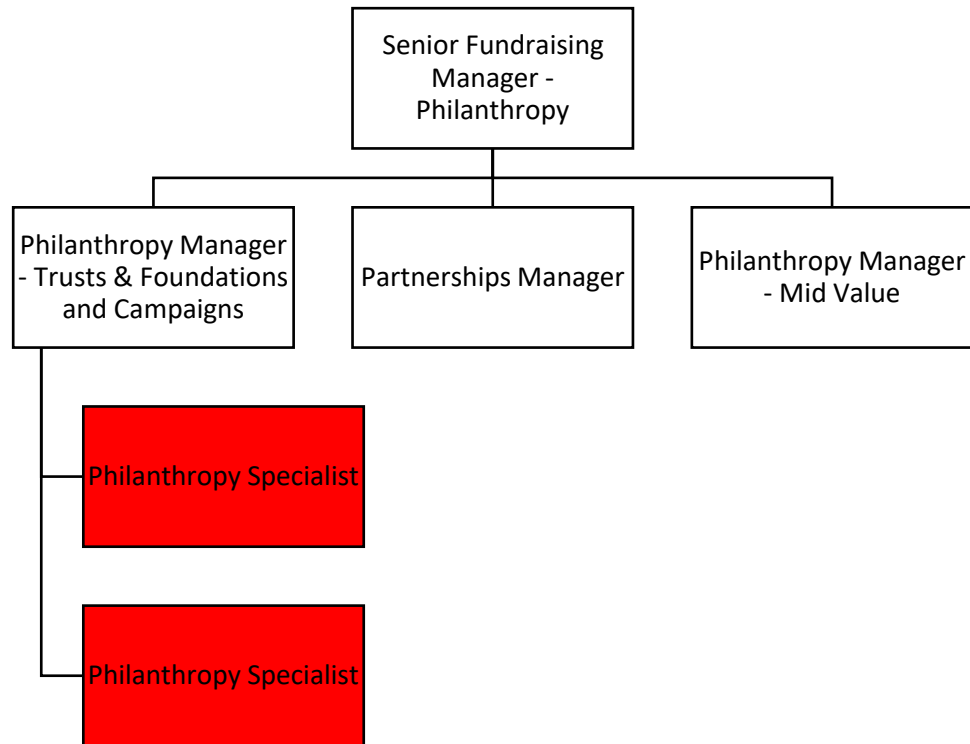 Senior Fundraising
Manager -
Philanthropy
Philanthropy Manager
- Trusts & Foundations
and Campaigns
Partnerships Manager
Philanthropy Manager
- Mid Value
Philanthropy Specialist
Philanthropy Specialist